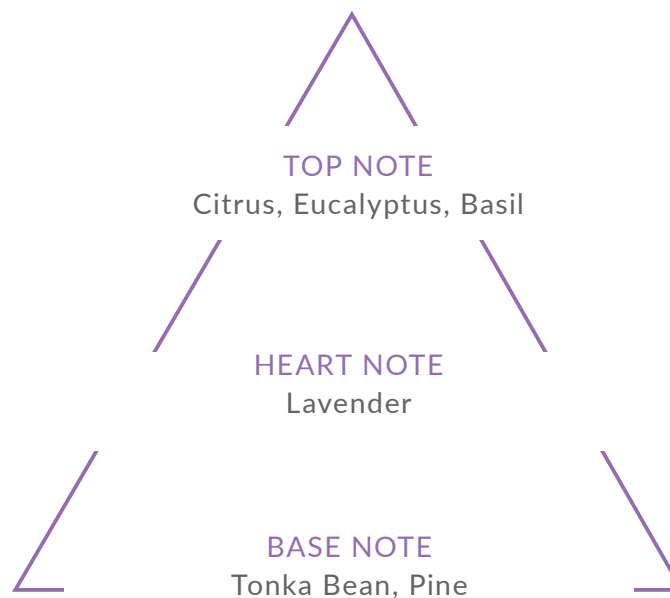 TOP NOTE
Citrus, Eucalyptus, Basil
HEART NOTE
Lavender
BASE NOTE
Tonka Bean, Pine